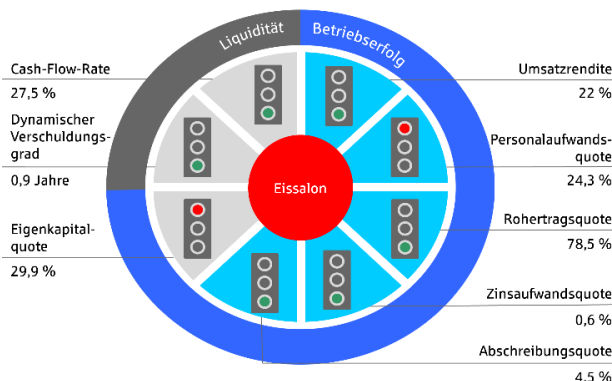 Liquidität
Betriebserfolg
Cash-Flow-Rate
27,5 %
Dynamischer
Verschuldungs-
grad
0,9 Jahre
Eigenkapital-
quote
29,9 %
Eissalon
Umsatzrendite
22 %
Personalaufwands-
quote
24,3 %
Rohertragsquote
78,5 %
Zinsaufwandsquote
0,6 %
Abschreibungsquote
4,5 %